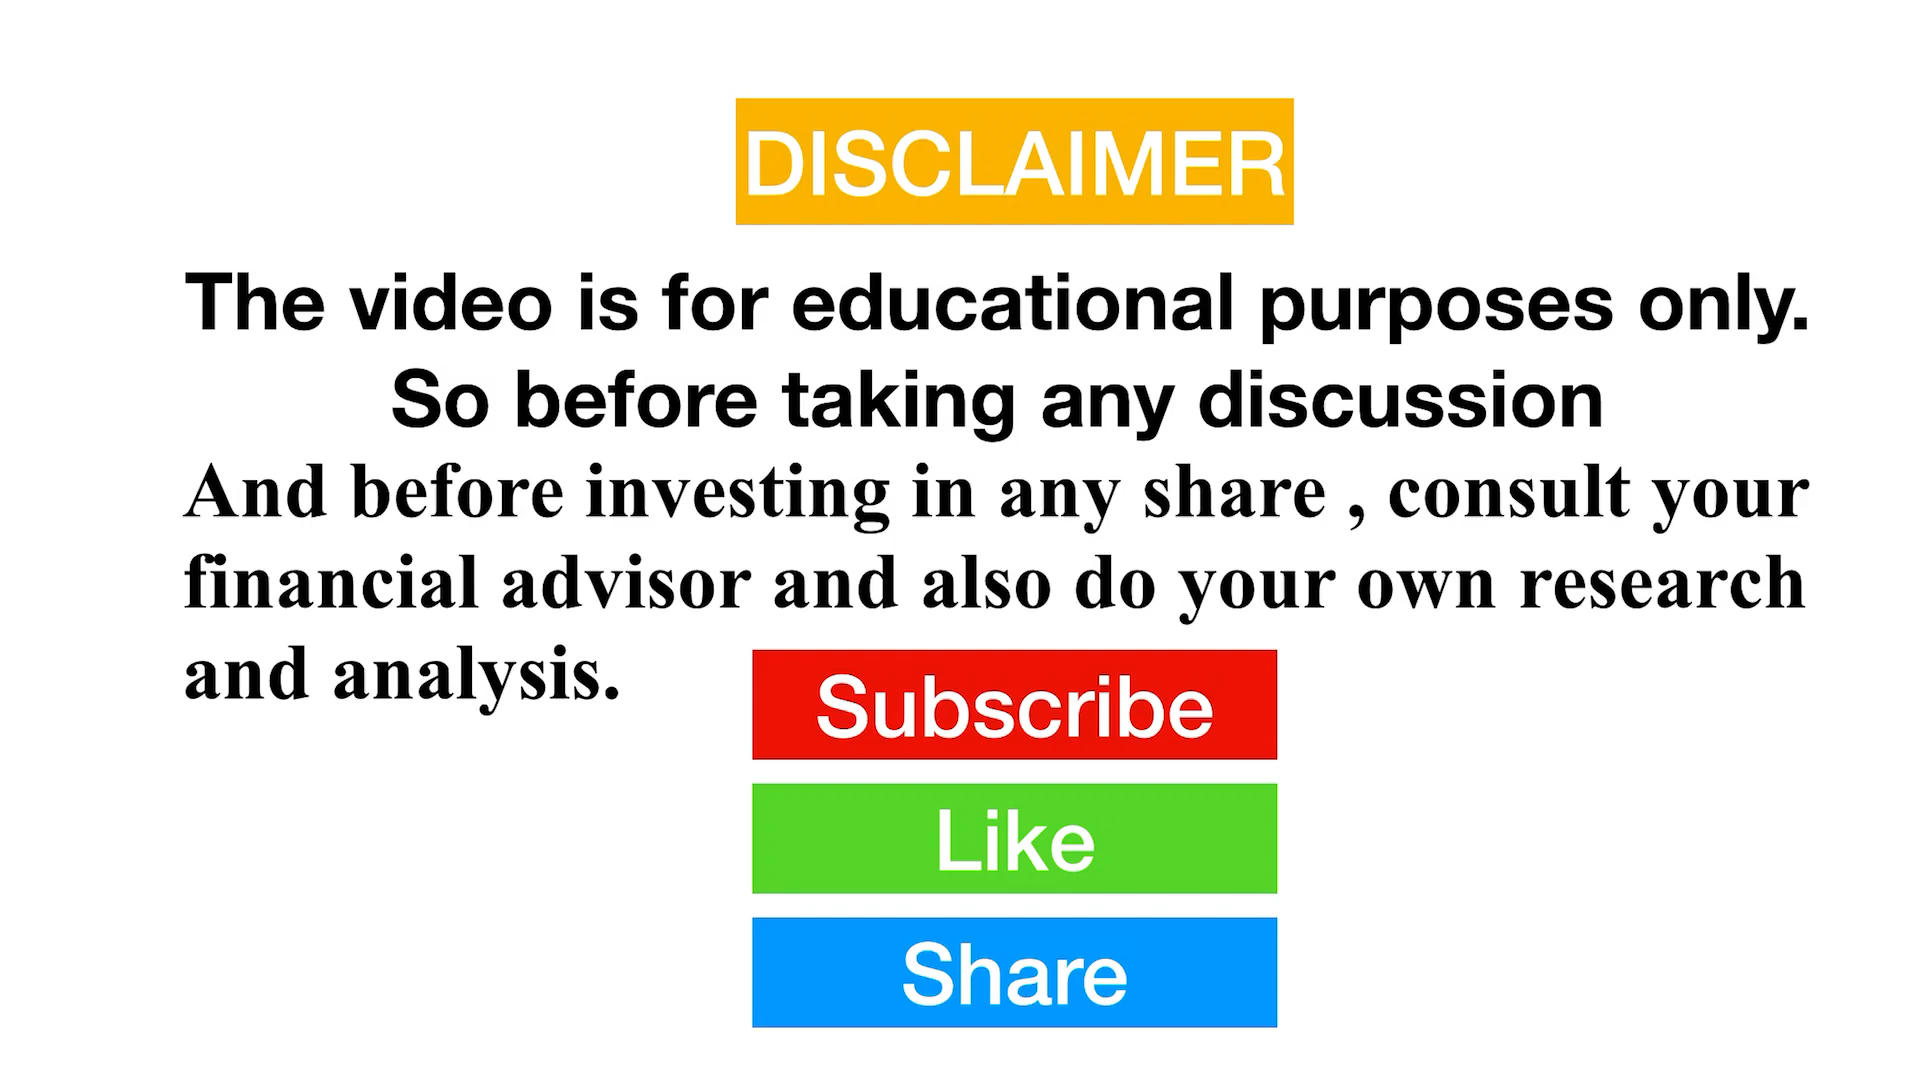 DISCLAIMER
The video is for educational purposes only.
So before taking any discussion
And before investing in any share , consult your
financial advisor and also do your own research
and analysis.
Subscribe
Like
Share